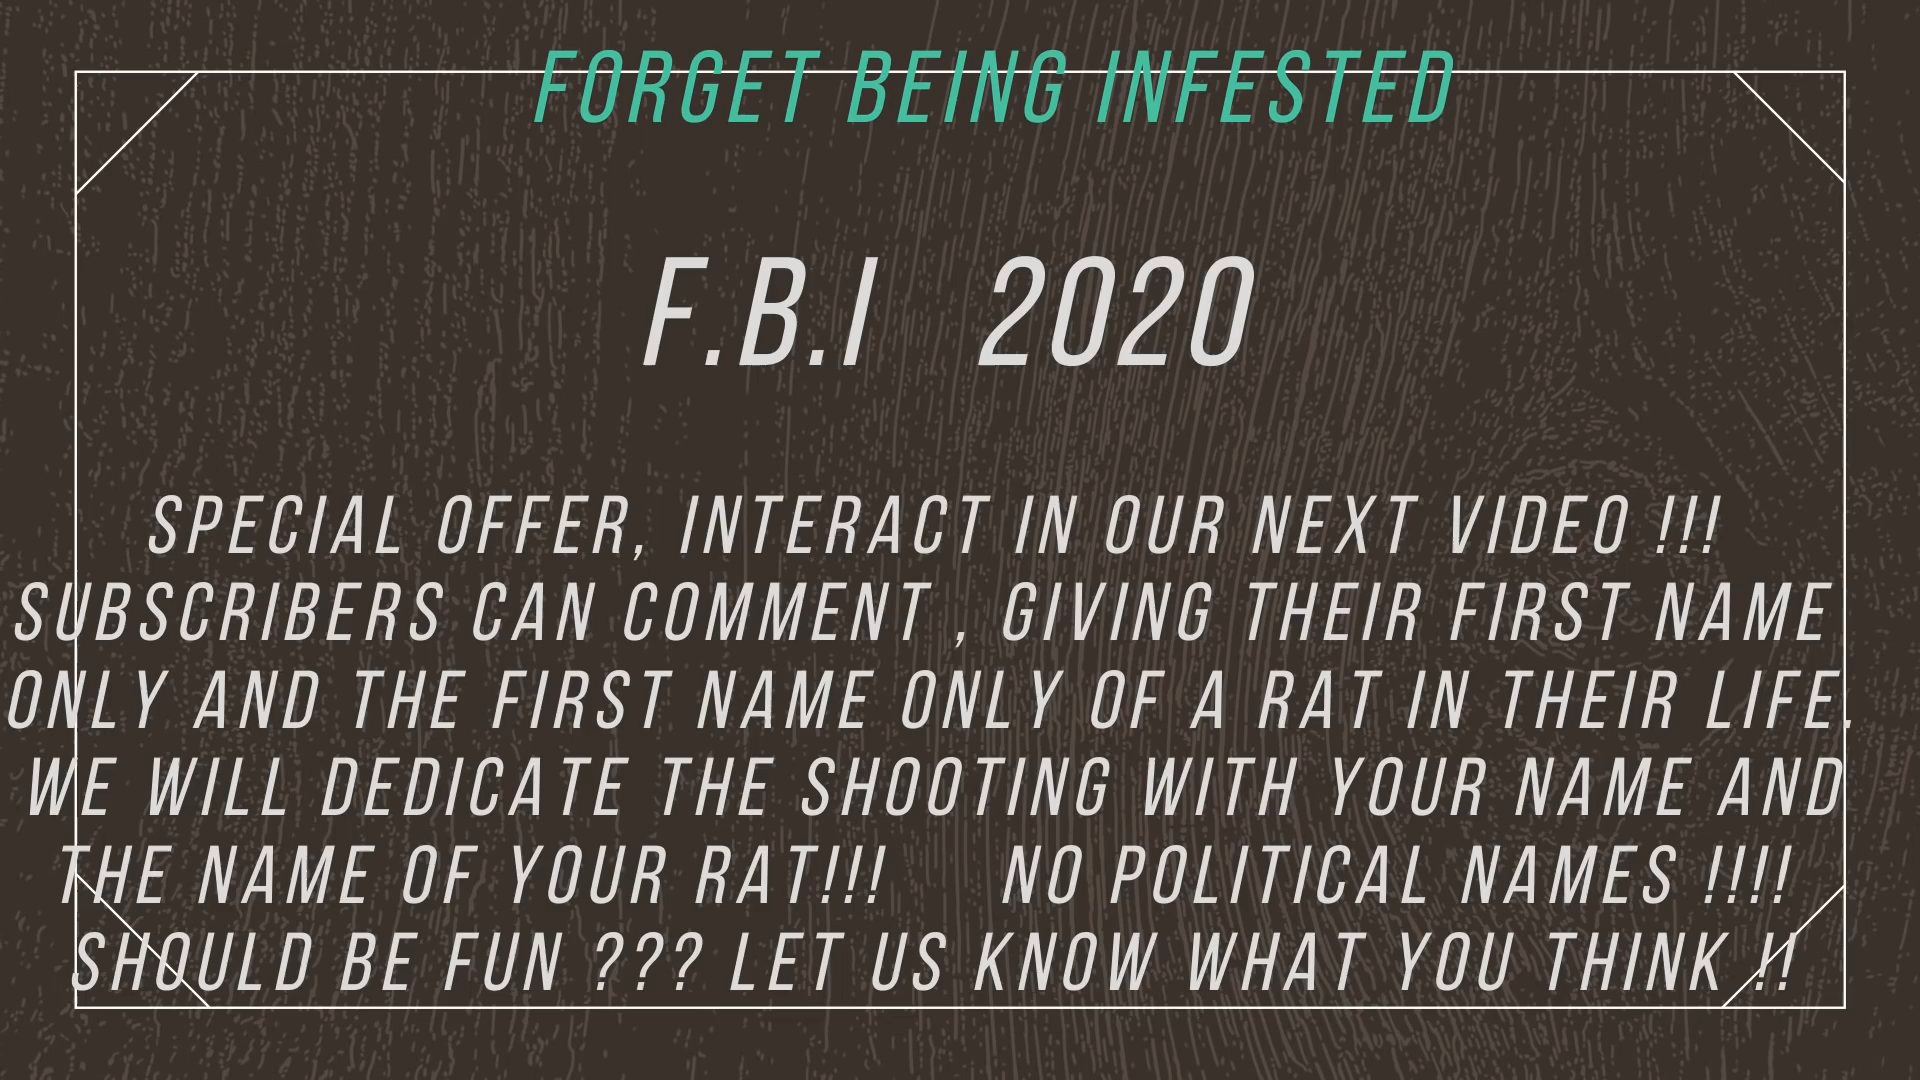 FORGET BEING INFESTED
F.B.I 2020
SPECIAL OFFER, INTERACT IN OUR NEXT VIDEO !!!
SUBSCRIBERS CAN COMMENT , GIVING THEIR FIRST NAME
ONLY AND THE FIRST NAME ONLY OF A RAT IN THEIR LIFE.
WE WILL DEDICATE THE SHOOTING WITH YOUR NAME AND
THE NAME OF YOUR RAT!!! NO POLITICAL NAMES !!!!
SHOULD BE FUN ??? LET US KNOW WHAT YOU THINK !!